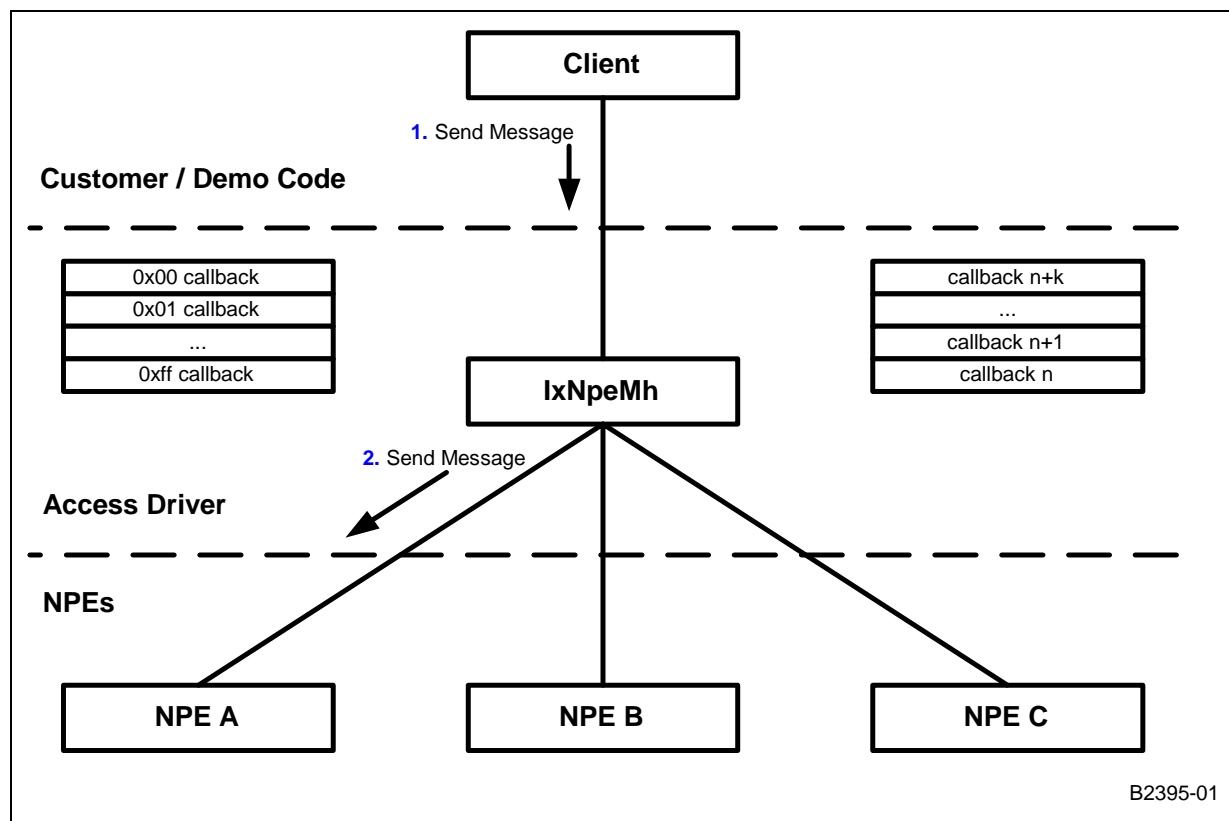 Client
1. Send Message
Customer / Demo Code
0x00 callback
0x01 callback
...
0xff callback
callback n+k
...
callback n+1
callback n
IxNpeMh
2. Send Message
Access Driver
NPEs
NPE A
NPE B
NPE C
B2395-01